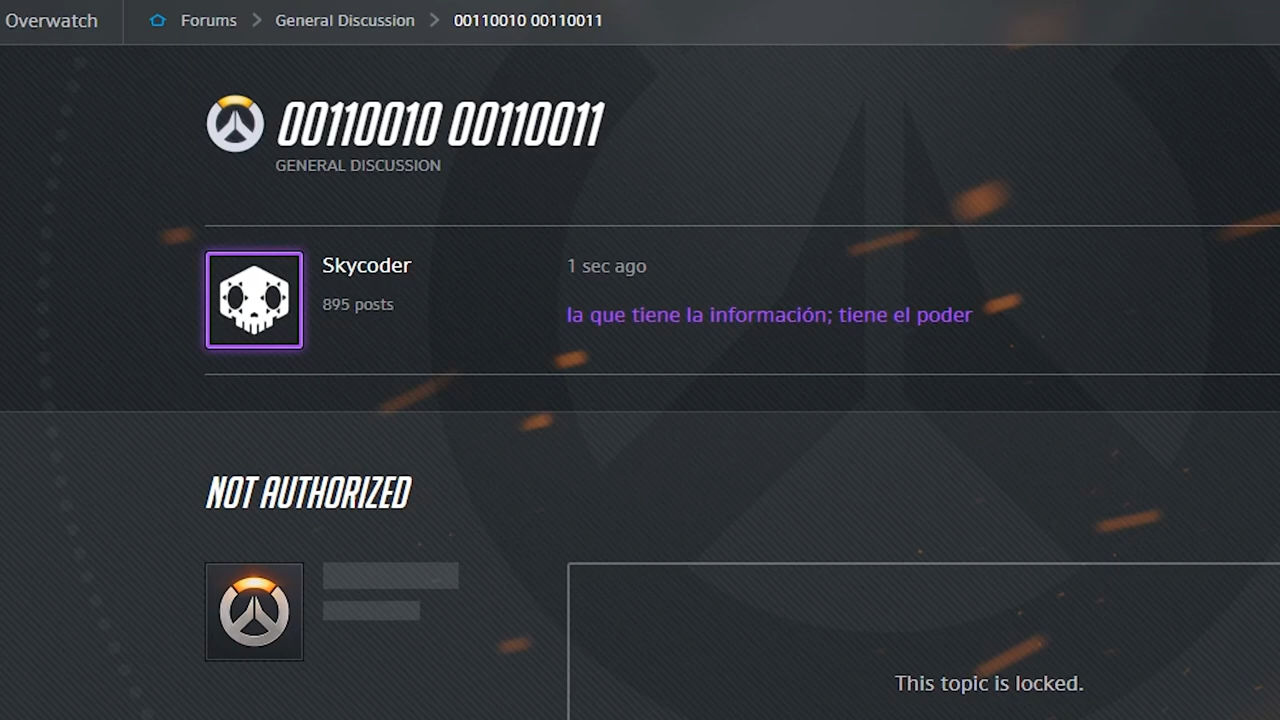 Overwatch
Forums > General Discussion > 00110010 00110011
00110010 00110011
GENERAL DISCUSSION
Skycoder
1 sec ago
895 posts
la que tiene la información; tiene el poder
NOT AUTHORIZED
This topic is locked.